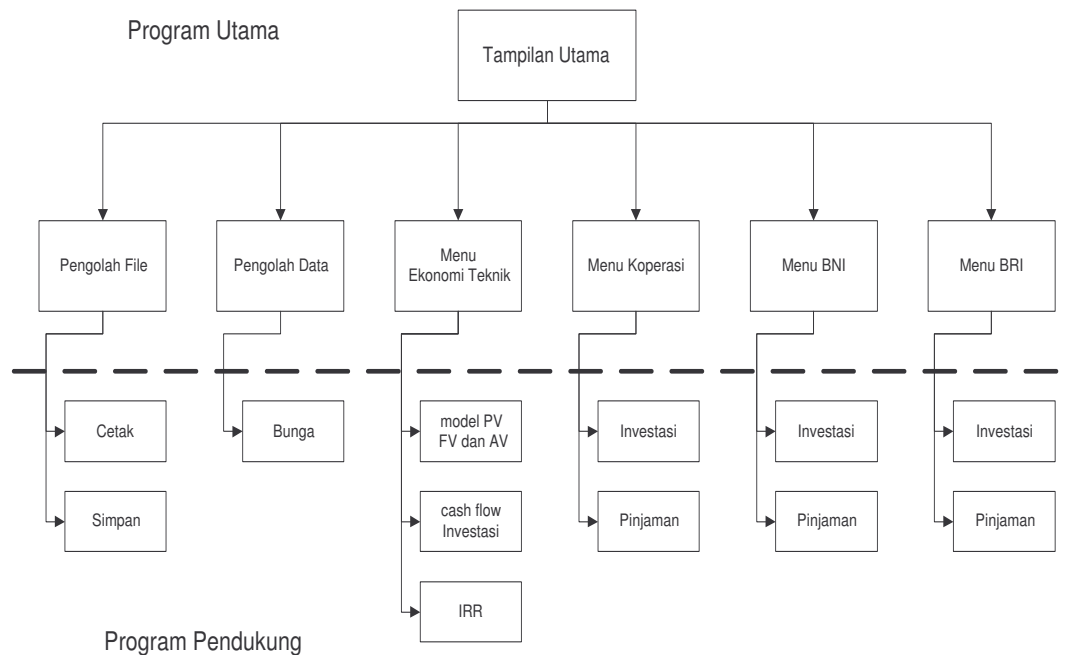 Program Utama
Tampilan Utama
Pengolah File
Pengolah Data
Menu
Ekonomi Teknik
Menu Koperasi
Menu BNI
Menu BRI
Cetak
Bunga
model PV
FV dan AV
Investasi
Investasi
Investasi
Simpan
cash flow
Investasi
Pinjaman
Pinjaman
Pinjaman
IRR
Program Pendukung